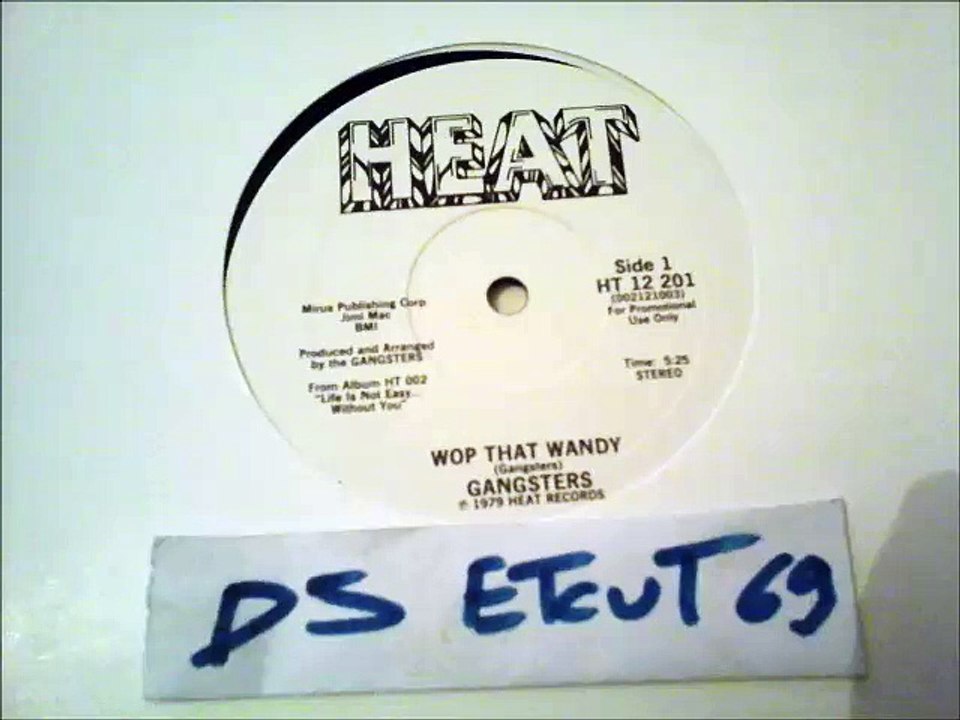 HEAT
Side 1
HT 12 201
(002121003)
For Promotional
Use Only
Time: 5:25
STEREO
Mirus Publishing Corp
Jomi Mac
BMI
Produced and Arranged
by the GANGSTERS
From Album HT 002
"Life Is Not Easy...
Without You"
WOP THAT WANDY
(Gangsters)
GANGSTERS
℗ 1979 HEAT RECORDS
DS ETCUT 69